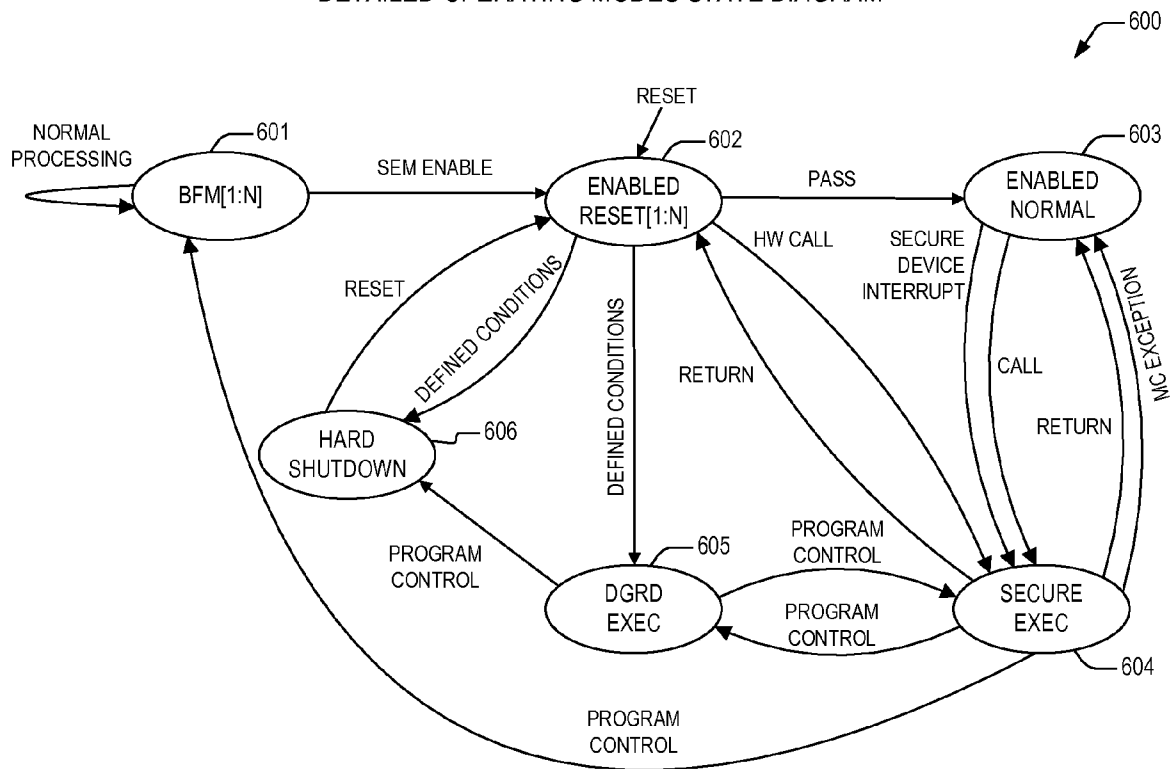 DETAILED OPERATING MODES STATE DIAGRAM
600
RESET
NORMAL
PROCESSING
601
602
603
BFM[1:N]
SEM ENABLE
ENABLED
RESET[1:N]
PASS
ENABLED
NORMAL
HW CALL
SECURE
DEVICE
INTERRUPT
RESET
DEFINED CONDITIONS
DEFINED CONDITIONS
RETURN
CALL
MC EXCEPTION
RETURN
HARD
SHUTDOWN
606
PROGRAM
CONTROL
605
PROGRAM
CONTROL
DGRD
EXEC
PROGRAM
CONTROL
SECURE
EXEC
604
PROGRAM
CONTROL